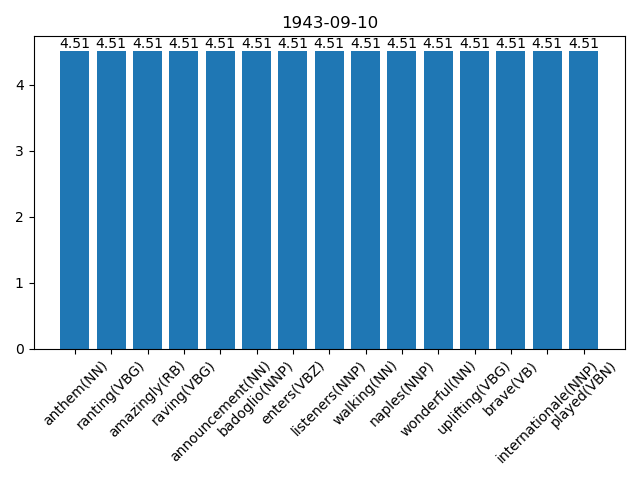 1943-09-10
4.51 4.51 4.51 4.51 4.51 4.51 4.51 4.51 4.51 4.51 4.51 4.51 4.51 4.51 4.51
4
3
2
1
0
anthem(NN)
ranting(VBG)
amazingly(RB)
raving(VBG)
announcement(NN)
badoglio(NNP)
enters(VBZ)
listeners(NNP)
walking(NN)
naples(NNP)
wonderful(NN)
uplifting(VBG)
brave(VB)
internationale(NNP)
played(VBN)